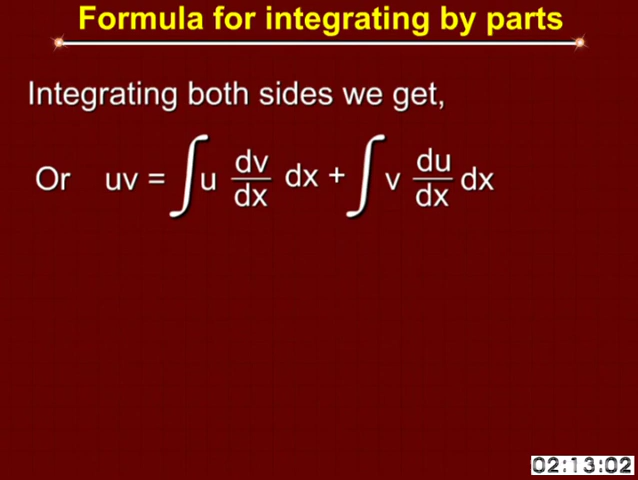 Formula for integrating by parts
Integrating both sides we get,
Or uv = ∫ u dv/dx dx + ∫ v du/dx dx
02:13:02